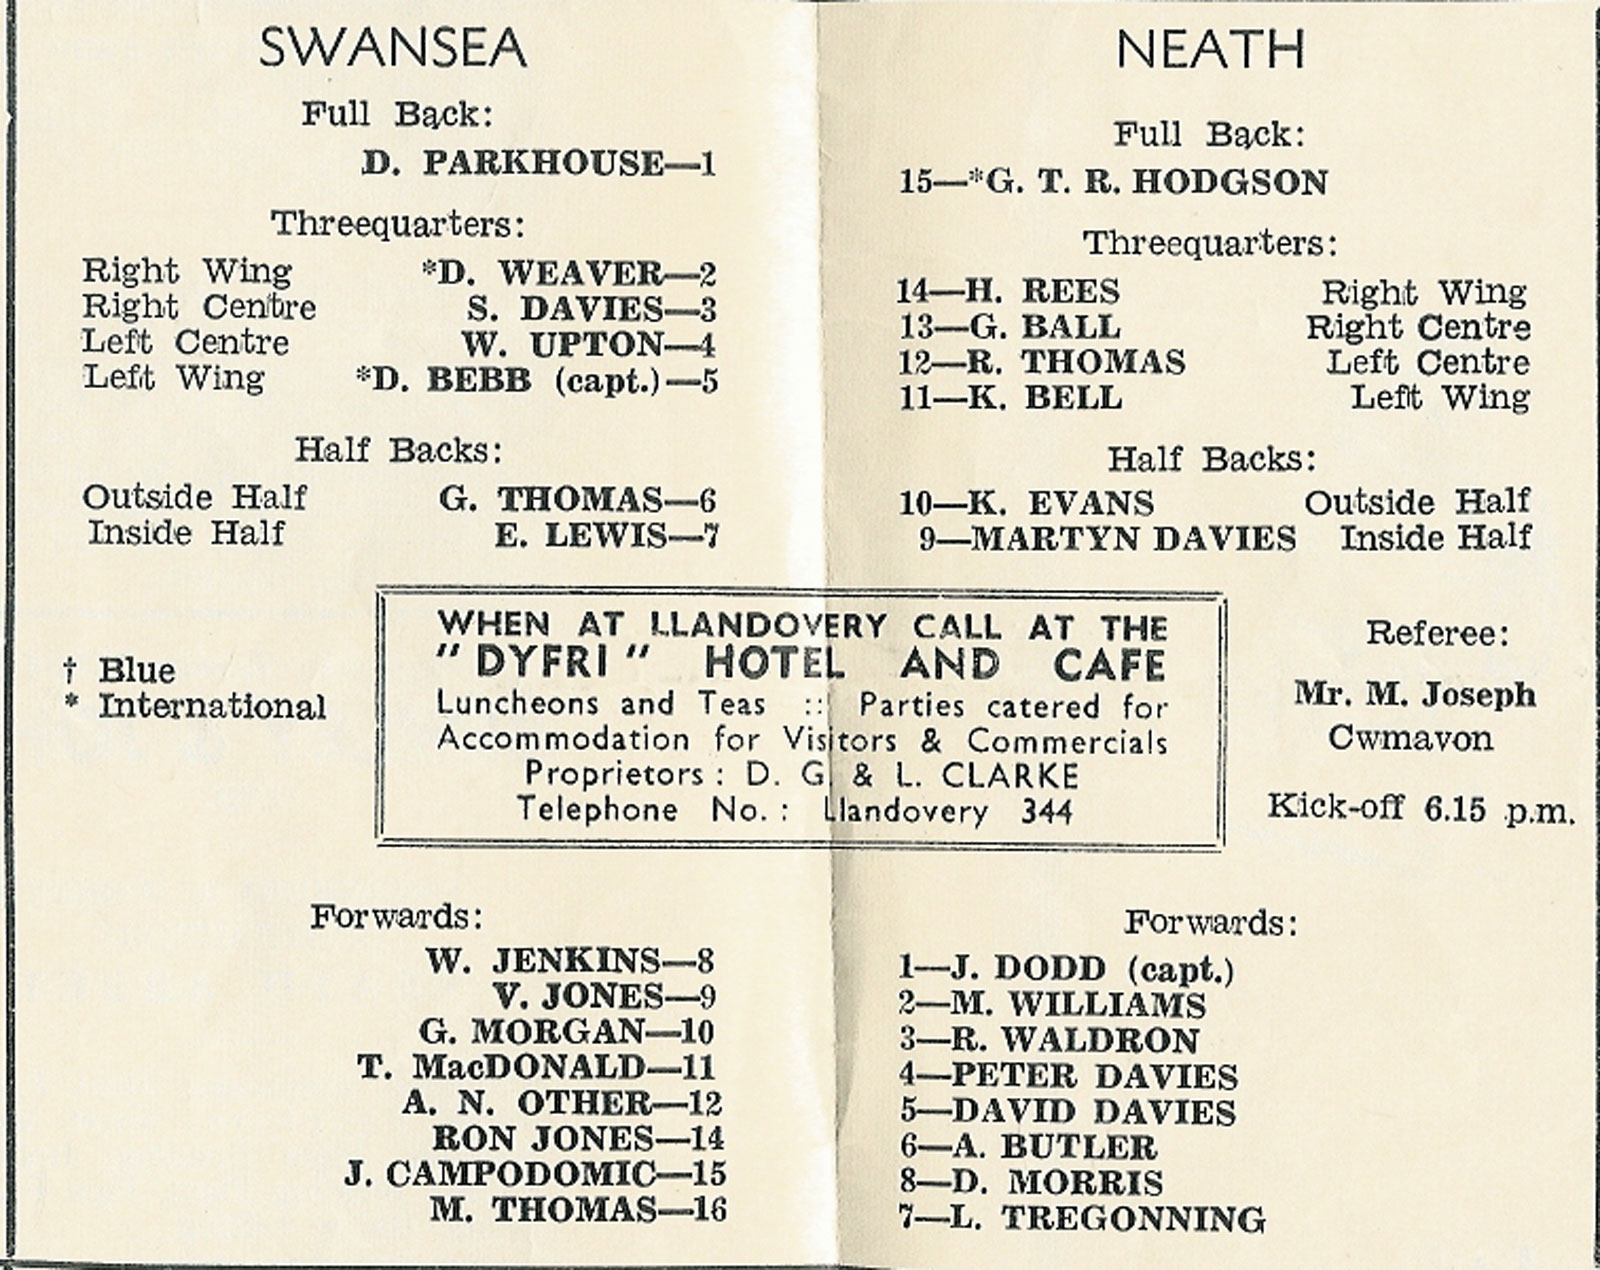 SWANSEA
Full Back:
D. PARKHOUSE—1
Threequarters:
Right Wing *D. WEAVER—2
Right Centre S. DAVIES—3
Left Centre W. UPTON—4
Left Wing *D. BEBB (capt.)—5
Half Backs:
Outside Half G. THOMAS—6
Inside Half E. LEWIS—7
† Blue
* International
Forwards:
W. JENKINS—8
V. JONES—9
G. MORGAN—10
T. MacDONALD—11
A. N. OTHER—12
RON JONES—14
J. CAMPODOMIC—15
M. THOMAS—16
WHEN AT LLANDOVERY CALL AT THE
"DYFRI" HOTEL AND CAFE
Luncheons and Teas :: Parties catered for
Accommodation for Visitors & Commercials
Proprietors: D. G. & L. CLARKE
Telephone No.: Llandovery 344
NEATH
Full Back:
15—*G. T. R. HODGSON
Threequarters:
14—H. REES Right Wing
13—G. BALL Right Centre
12—R. THOMAS Left Centre
11—K. BELL Left Wing
Half Backs:
10—K. EVANS Outside Half
9—MARTYN DAVIES Inside Half
Referee:
Mr. M. Joseph
Cwmavon
Kick-off 6.15 p.m.
Forwards:
1—J. DODD (capt.)
2—M. WILLIAMS
3—R. WALDRON
4—PETER DAVIES
5—DAVID DAVIES
6—A. BUTLER
8—D. MORRIS
7—L. TREGONNING